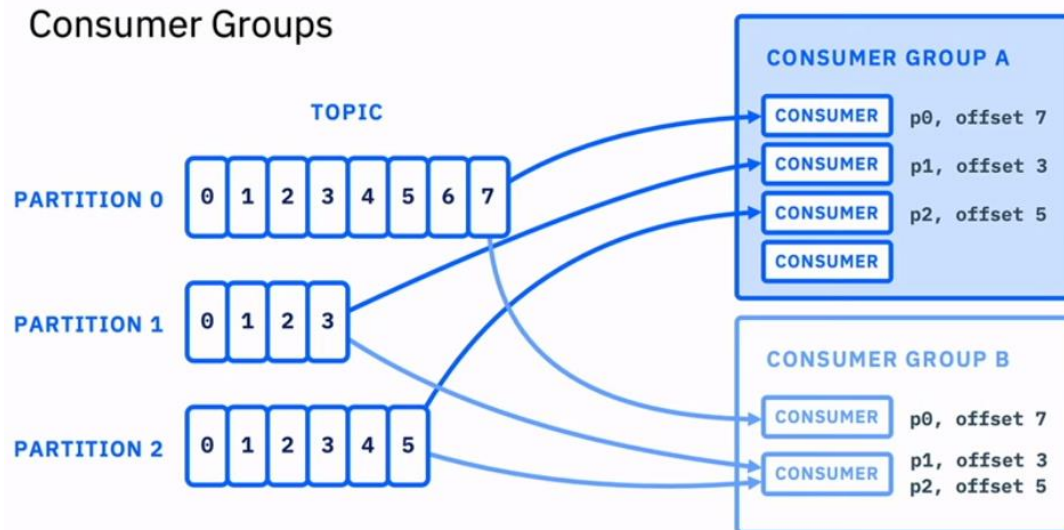 Consumer Groups
TOPIC
PARTITION 0
0 1 2 3 4 5 6 7
PARTITION 1
0 1 2 3
PARTITION 2
0 1 2 3 4 5
CONSUMER GROUP A
CONSUMER p0, offset 7
CONSUMER p1, offset 3
CONSUMER p2, offset 5
CONSUMER
CONSUMER GROUP B
CONSUMER p0, offset 7
CONSUMER p1, offset 3
p2, offset 5